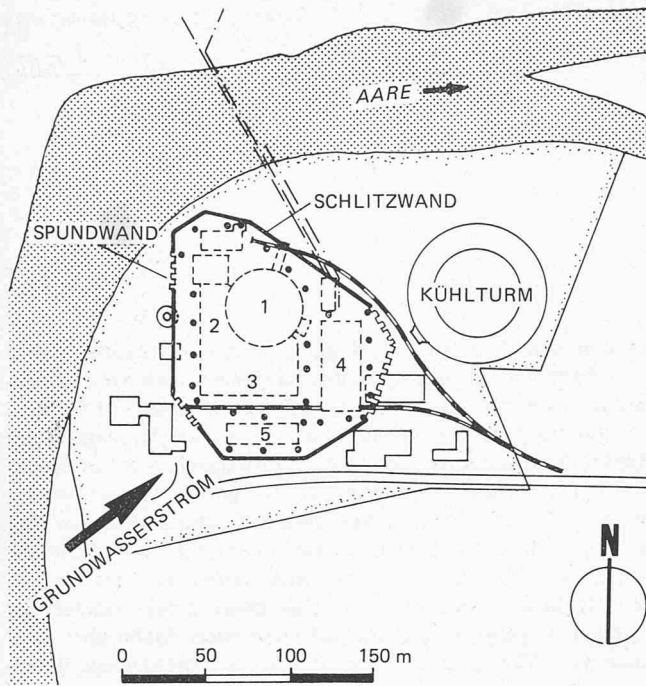 AARE
SCHLITZWAND
SPUNDWAND
KÜHLTURM
1
2
4
3
5
GRUNDWASSERSTROM
N
0 50 100 150 m